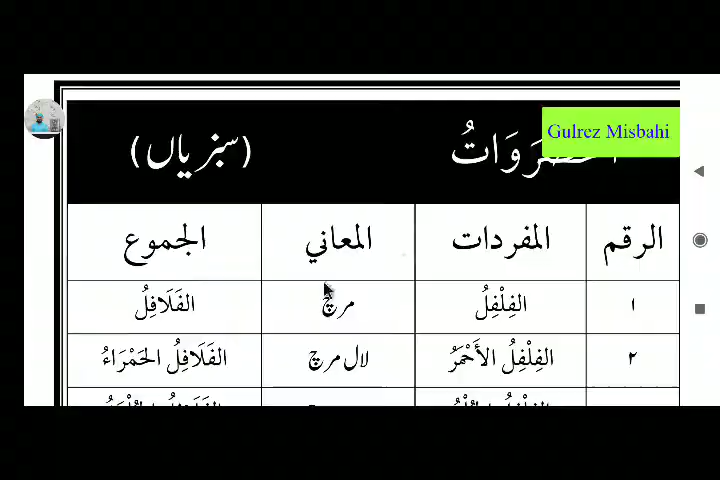 Gulrez Misbahi
(سبزیاں)
الرقم المفردات المعاني الجموع
١ الفِلْفِلُ مرچ الفَلَافِلُ
٢ الفِلْفِلُ الأَحْمَرُ لال مرچ الفَلَافِلُ الحَمْرَاءُ